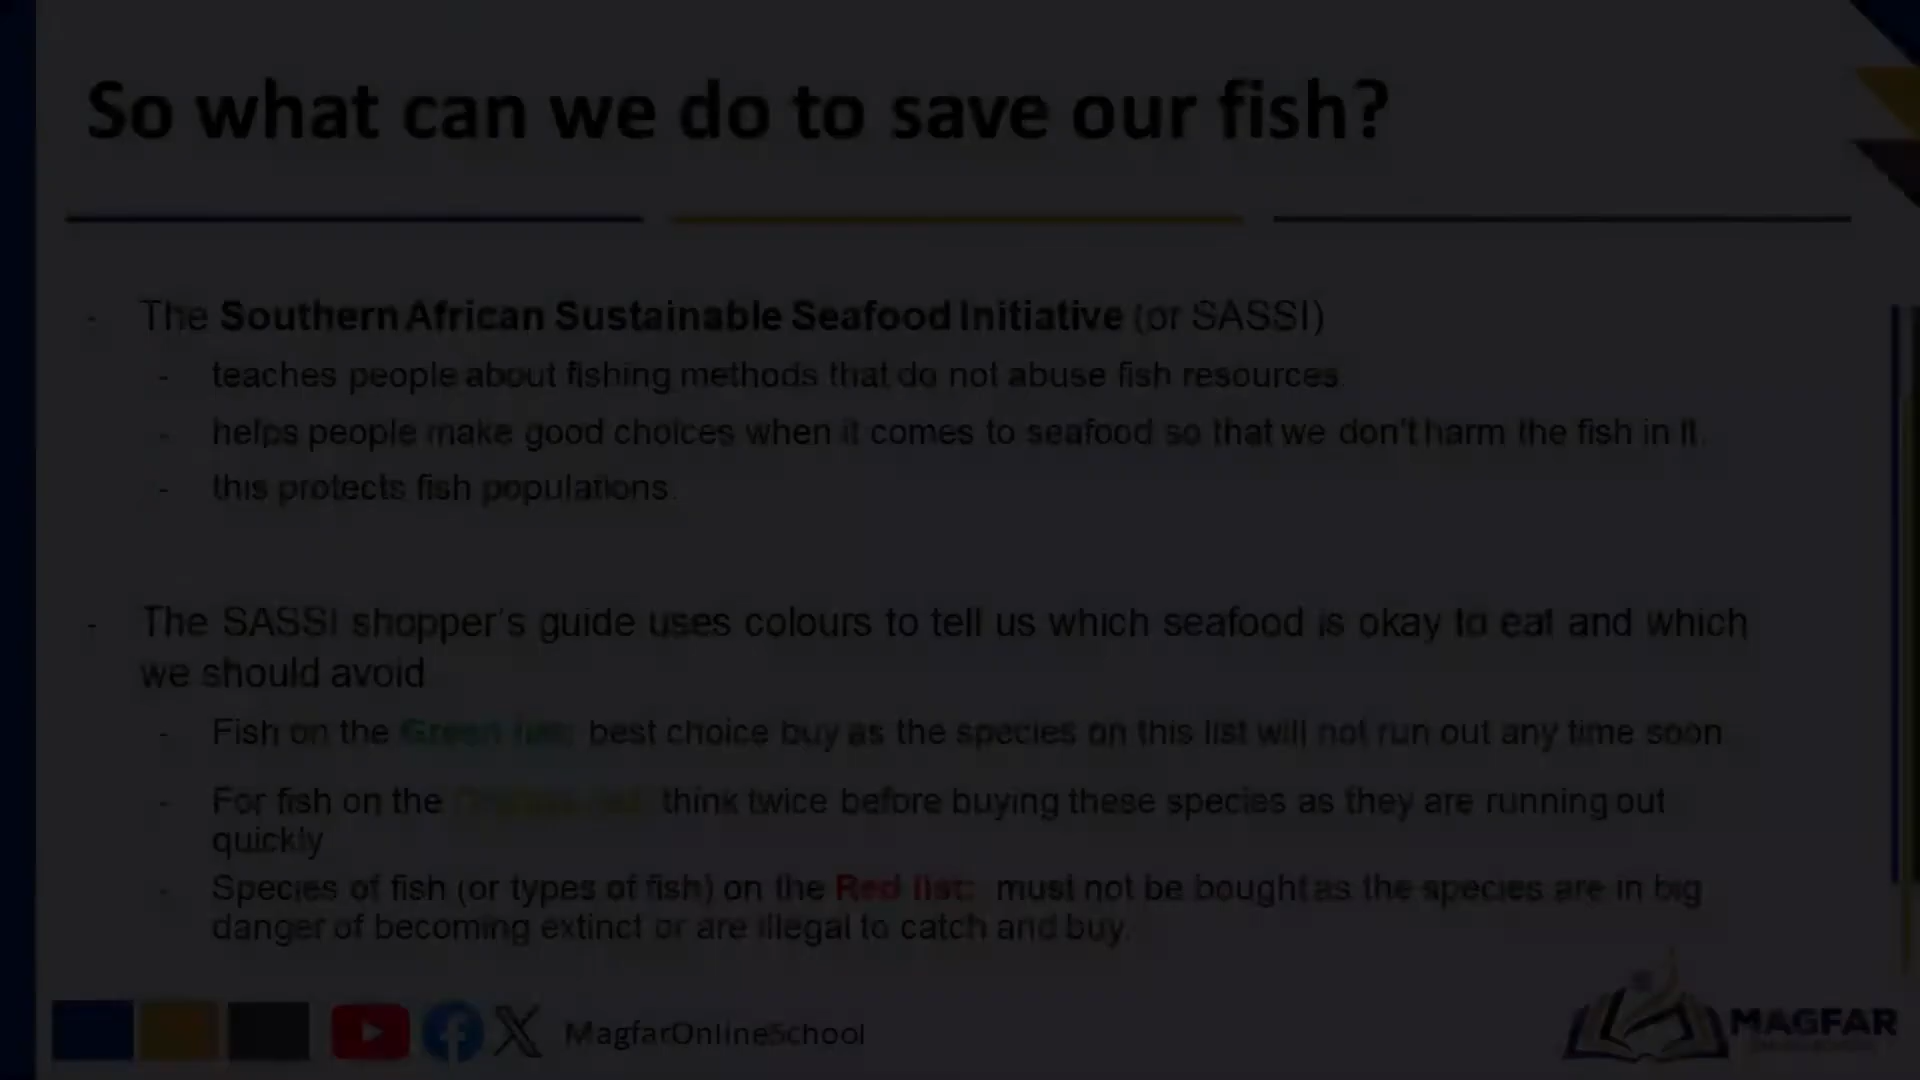 So what can we do to save our fish?
- The Southern African Sustainable Seafood Initiative (or SASSI)
- teaches people about fishing methods that do not abuse fish resources.
- helps people make good choices when it comes to seafood so that we don't harm the fish in it.
- this protects fish populations.
- The SASSI shopper's guide uses colours to tell us which seafood is okay to eat and which
we should avoid
- Fish on the Green list: best choice buy as the species on this list will not run out any time soon
- For fish on the think twice before buying these species as they are running out
quickly
- Species of fish (or types of fish) on the Red list: must not be bought as the species are in big
danger of becoming extinct or are illegal to catch and buy.
MagfarOnlineSchool
MAGFAR